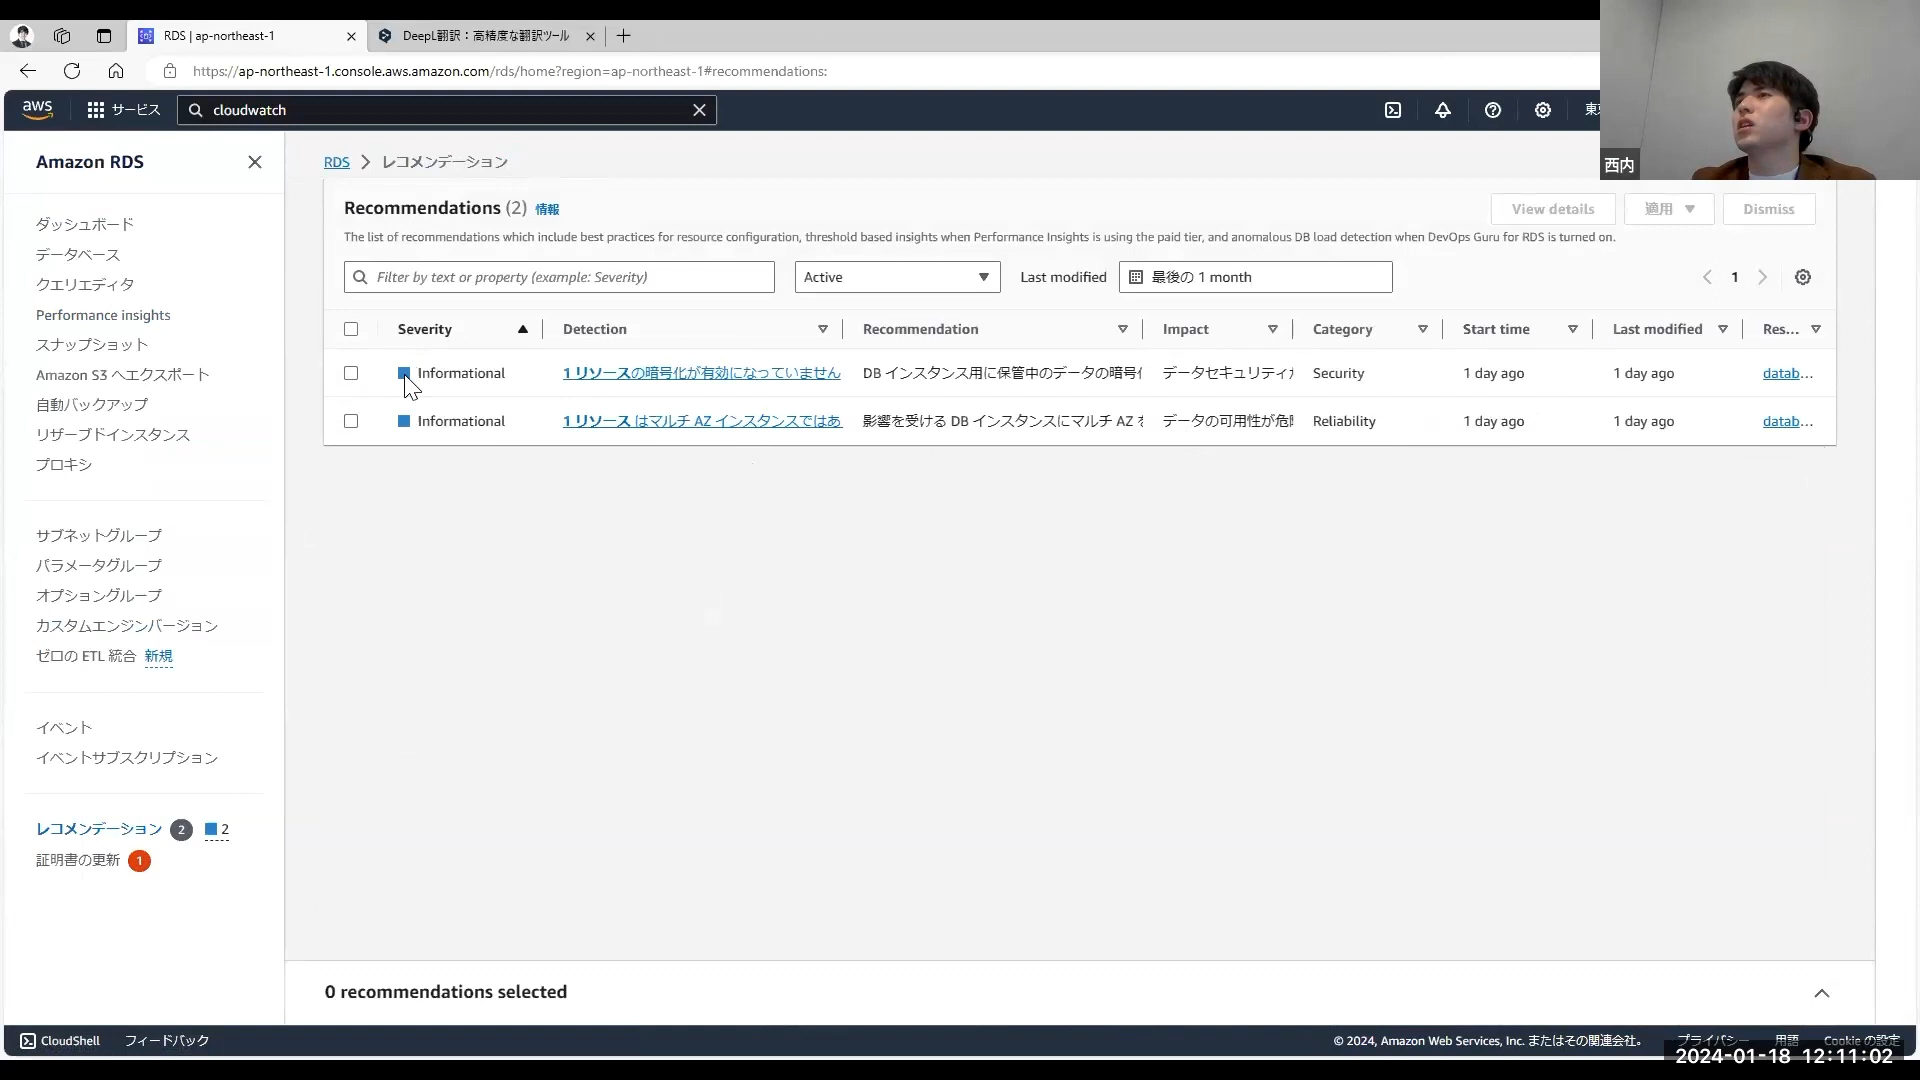 RDS | ap-northeast-1
DeepL翻訳：高精度な翻訳ツール
https://ap-northeast-1.console.aws.amazon.com/rds/home?region=ap-northeast-1#recommendations:
aws
サービス
cloudwatch
西内
Amazon RDS
ダッシュボード
データベース
クエリエディタ
Performance insights
スナップショット
Amazon S3 へエクスポート
自動バックアップ
リザーブドインスタンス
プロキシ
サブネットグループ
パラメータグループ
オプショングループ
カスタムエンジンバージョン
ゼロの ETL 統合 新規
イベント
イベントサブスクリプション
レコメンデーション 2 2
証明書の更新 1
RDS > レコメンデーション
Recommendations (2) 情報
View details
適用
Dismiss
The list of recommendations which include best practices for resource configuration, threshold based insights when Performance Insights is using the paid tier, and anomalous DB load detection when DevOps Guru for RDS is turned on.
Filter by text or property (example: Severity)
Active
Last modified
最後の 1 month
1
Severity Detection Recommendation Impact Category Start time Last modified Res...
Informational 1 リソースの暗号化が有効になっていません DB インスタンス用に保管中のデータの暗号化 データセキュリティ Security 1 day ago 1 day ago datab...
Informational 1 リソース はマルチ AZ インスタンスではあ 影響を受ける DB インスタンスにマルチ AZ を データの可用性が危険 Reliability 1 day ago 1 day ago datab...
0 recommendations selected
CloudShell フィードバック
© 2024, Amazon Web Services, Inc. またはその関連会社。 プライバシー 用語 Cookie の設定
2024-01-18 12:11:02